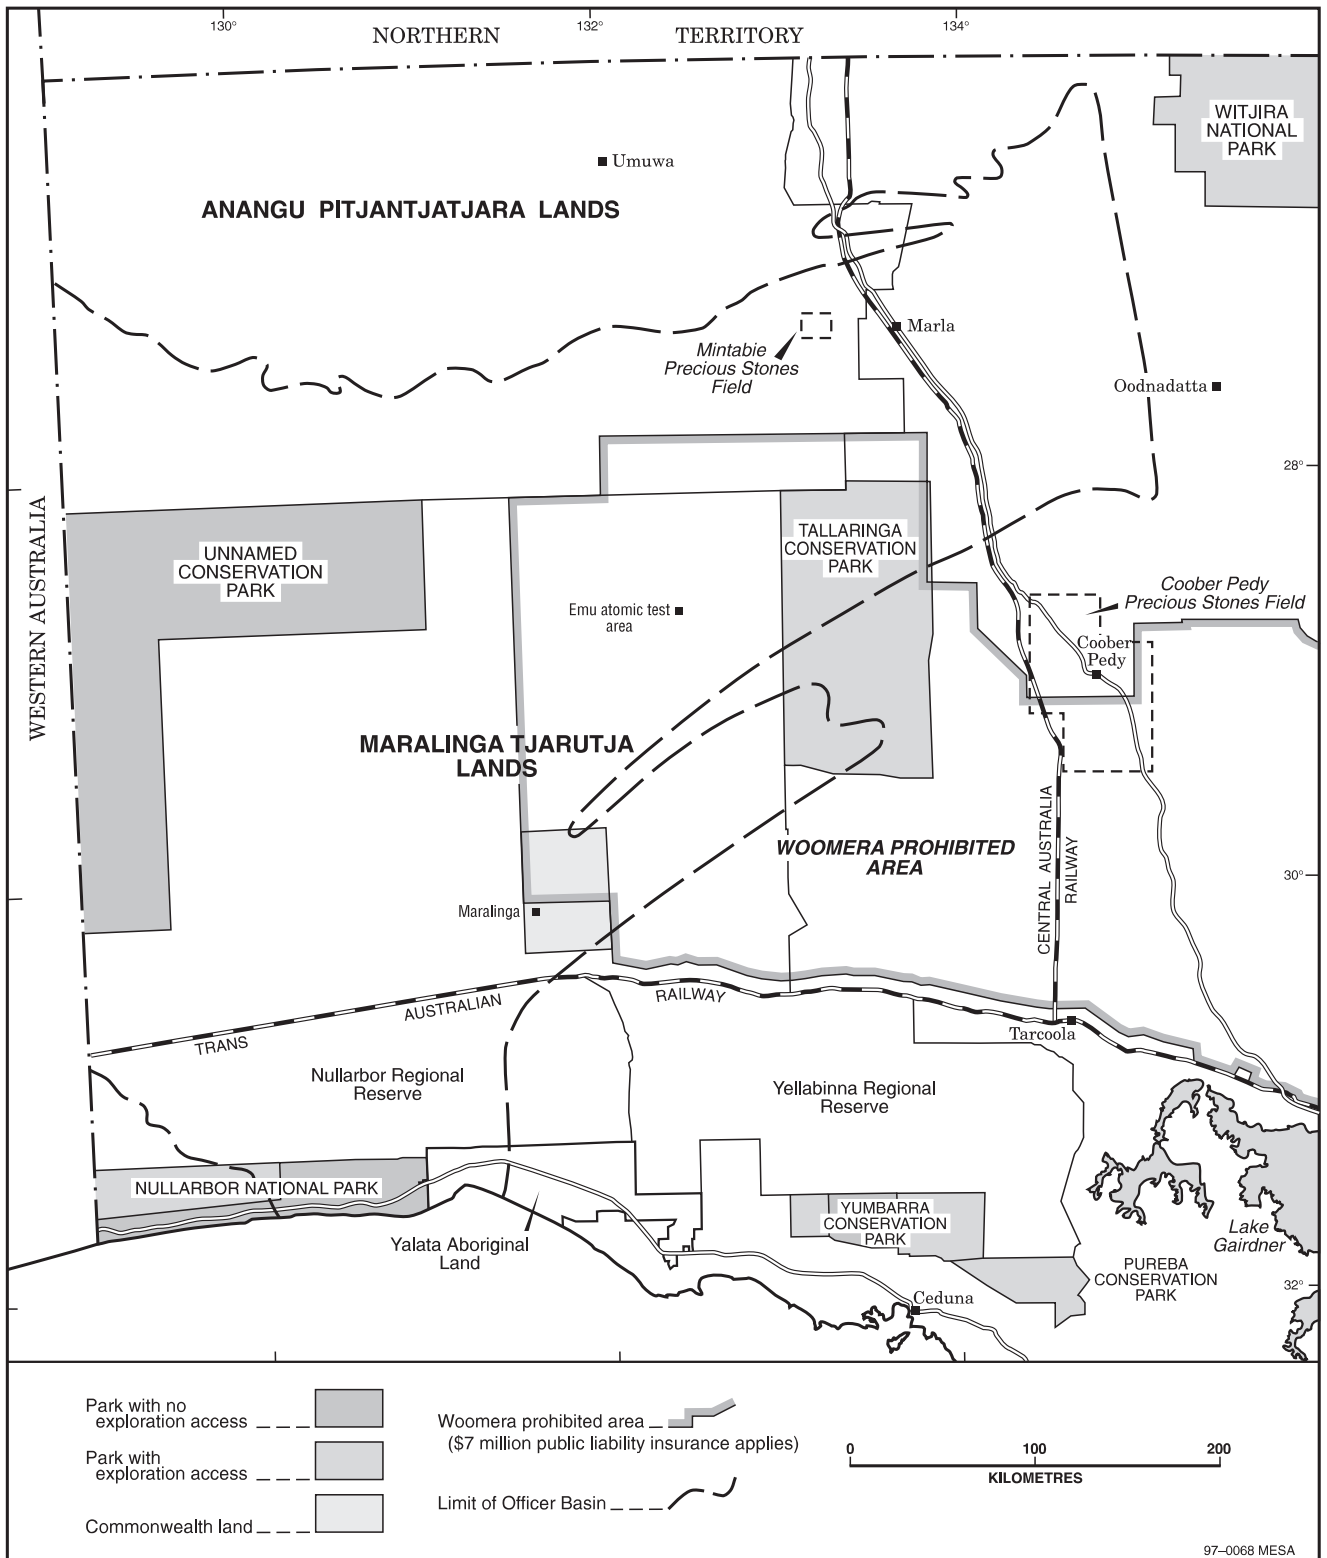 130°
132°
134°
NORTHERN TERRITORY
WITJIRA
NATIONAL
PARK
Umuwa
ANANGU PITJANTJATJARA LANDS
Marla
Mintabie
Precious Stones
Field
Oodnadatta
28°
WESTERN AUSTRALIA
UNNAMED
CONSERVATION
PARK
TALLARINGA
CONSERVATION
PARK
Emu atomic test
area
Coober Pedy
Precious Stones Field
Coober
Pedy
MARALINGA TJARUTJA
LANDS
WOOMERA PROHIBITED
AREA
CENTRAL AUSTRALIA
RAILWAY
30°
Maralinga
TRANS AUSTRALIAN RAILWAY
Tarcoola
Nullarbor Regional
Reserve
Yellabinna Regional
Reserve
NULLARBOR NATIONAL PARK
YUMBARRA
CONSERVATION
PARK
Lake
Gairdner
Yalata Aboriginal
Land
PUREBA
CONSERVATION
PARK
32°
Ceduna
Park with no
exploration access
Park with
exploration access
Commonwealth land
Woomera prohibited area
($7 million public liability insurance applies)
Limit of Officer Basin
0 100 200
KILOMETRES
97–0068 MESA